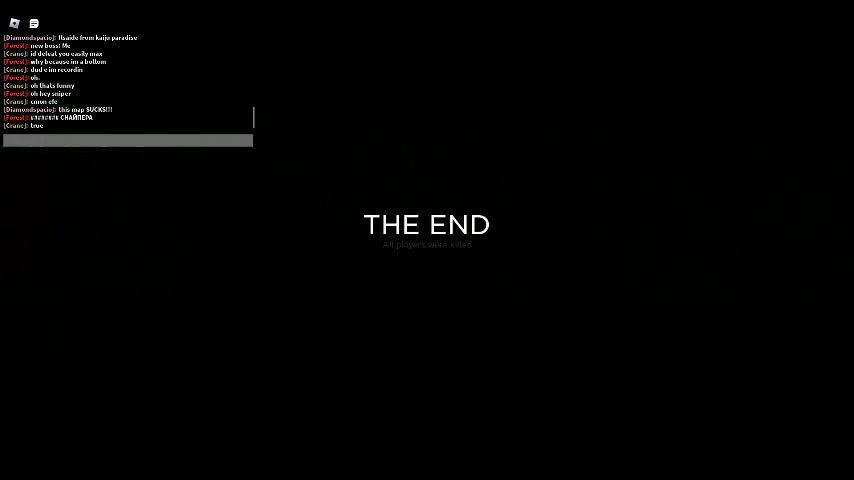 [Diamondspacio]: Itsaide from kaiju paradise
[Forest]: new boss: Me
[Crane]: id defeat you easily max
[Forest]: why because im a bottom
[Crane]: dud e im recordin
[Forest]: oh.
[Crane]: oh thats funny
[Forest]: oh hey sniper
[Crane]: cmon efe
[Diamondspacio]: this map SUCKS!!!
[Forest]: ######## СНАЙПЕРА
[Crane]: true
THE END
All players were killed